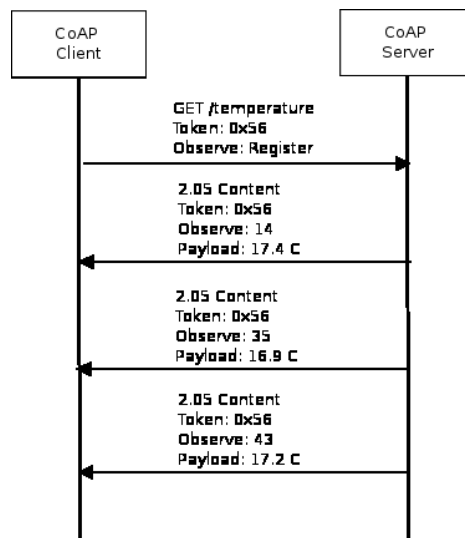 CoAP
Client
CoAP
Server
GET /temperature
Token: 0x56
Observe: Register
2.05 Content
Token: 0x56
Observe: 14
Payload: 17.4 C
2.05 Content
Token: 0x56
Observe: 35
Payload: 16.9 C
2.05 Content
Token: 0x56
Observe: 43
Payload: 17.2 C